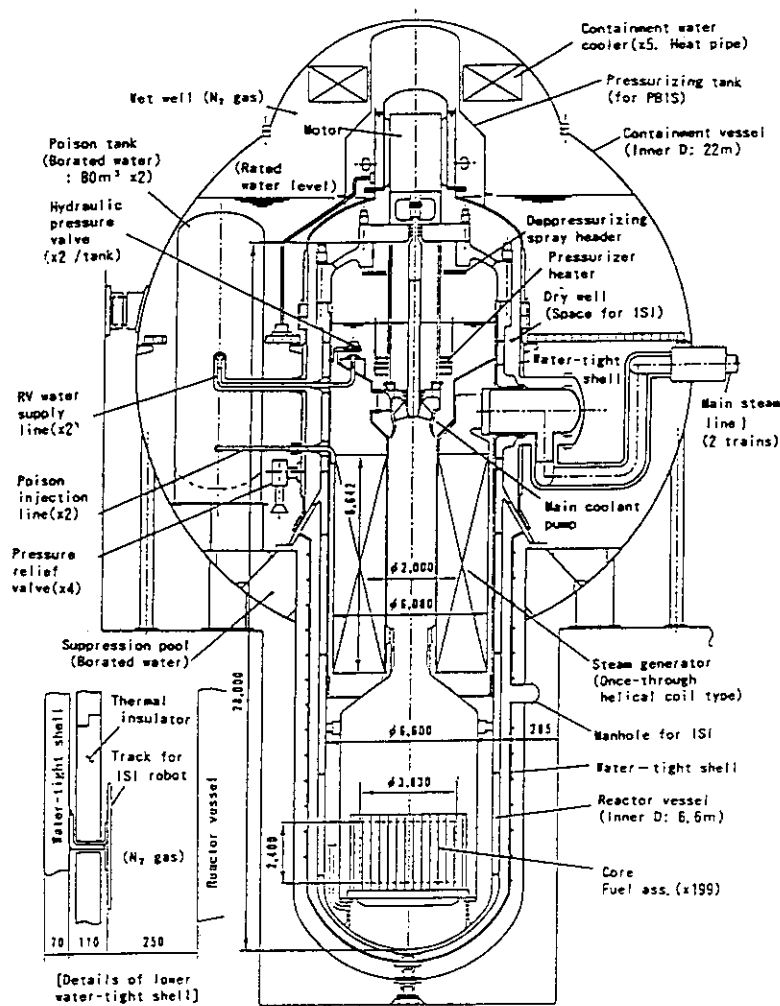 Containment water
cooler(x5. Heat pipe)
Pressurizing tank
(for PBIS)
Containment vessel
(Inner D: 22m)
Wet well (N₂ gas)
Motor
Poison tank
(Borated water)
: 80m³ x2)
(Rated
water level)
Hydraulic
pressure
valve
(x2 /tank)
Deppressurizing
spray header
Pressurizer
heater
Dry well
(Space for ISI)
Water-tight
shell
RV water
supply
line(x2)
Main steam
line
(2 trains)
Poison
injection
line(x2)
Main coolant
pump
Pressure
relief
valve(x4)
6,642
φ2,000
φ6,080
Suppression pool
(Borated water)
Steam generator
(Once-through
helical coil type)
28,000
φ6,600
285
Manhole for ISI
Water-tight shell
Reactor vessel
(Inner D: 6.6m)
φ3,830
2,400
Core
Fuel ass. (x199)
Thermal
insulator
Track for
ISI robot
Water-tight shell
(N₂ gas)
Reactor vessel
70 110 250
[Details of lower
water-tight shell]